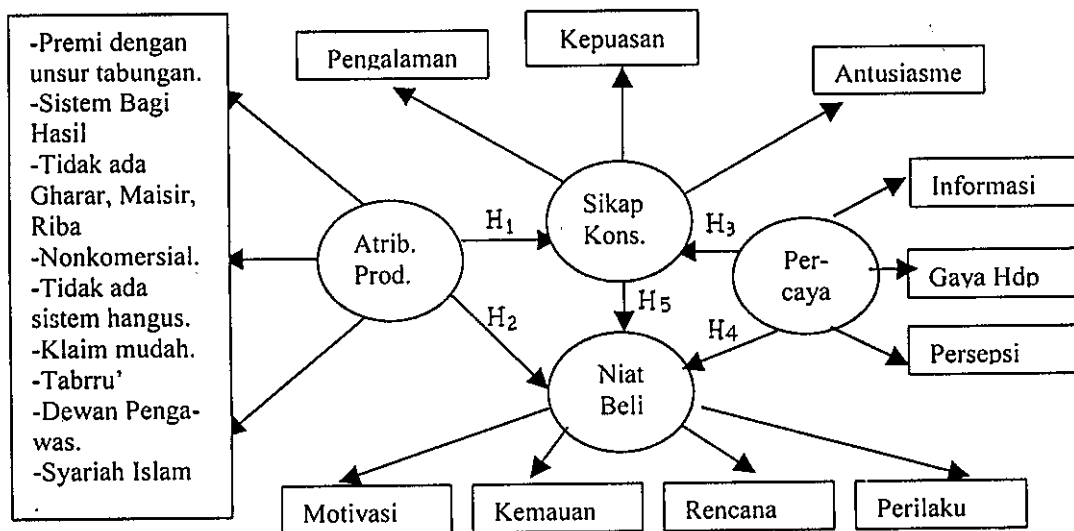 -Premi dengan
unsur tabungan.
-Sistem Bagi
Hasil
-Tidak ada
Gharar, Maisir,
Riba
-Nonkomersial.
-Tidak ada
sistem hangus.
-Klaim mudah.
-Tabrru'
-Dewan Penga-
was.
-Syariah Islam
Pengalaman
Kepuasan
Antusiasme
Sikap
Kons.
Informasi
Atrib.
Prod.
H1
H3
Per-
caya
Gaya Hdp
H2
H5
H4
Persepsi
Niat
Beli
Motivasi
Kemauan
Rencana
Perilaku